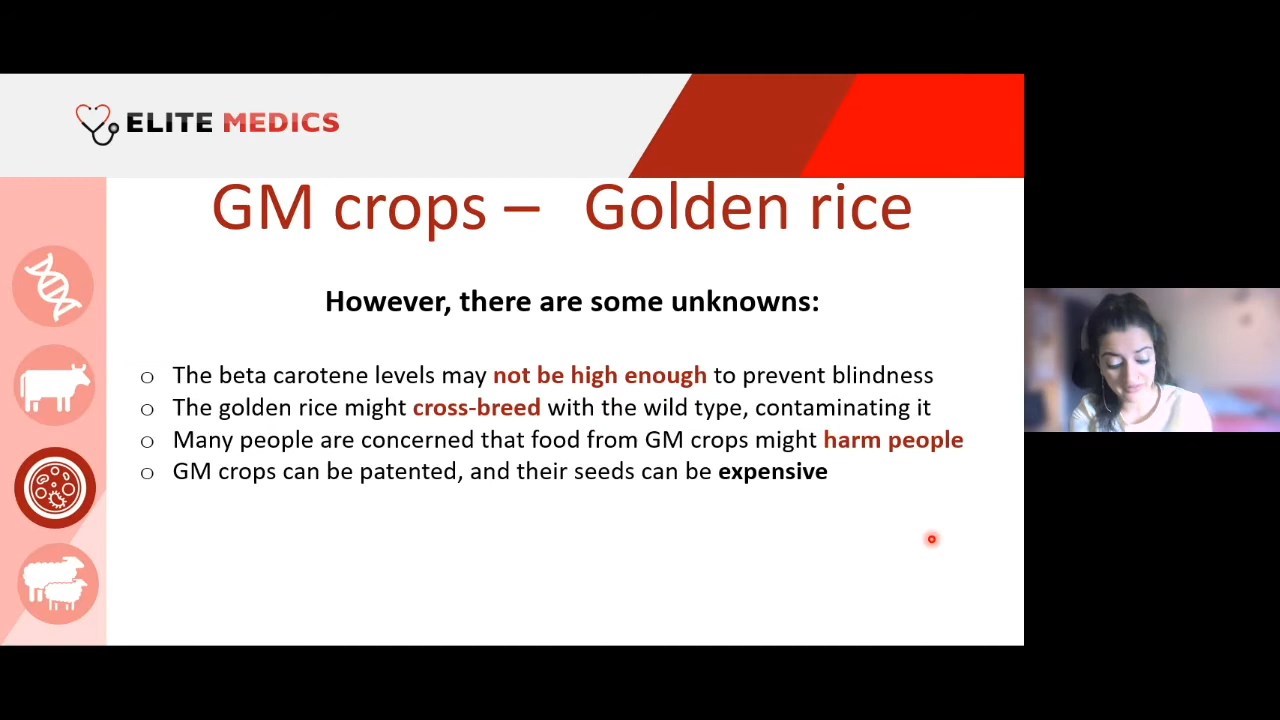 ELITE MEDICS
GM crops – Golden rice
However, there are some unknowns:
The beta carotene levels may not be high enough to prevent blindness
The golden rice might cross-breed with the wild type, contaminating it
Many people are concerned that food from GM crops might harm people
GM crops can be patented, and their seeds can be expensive